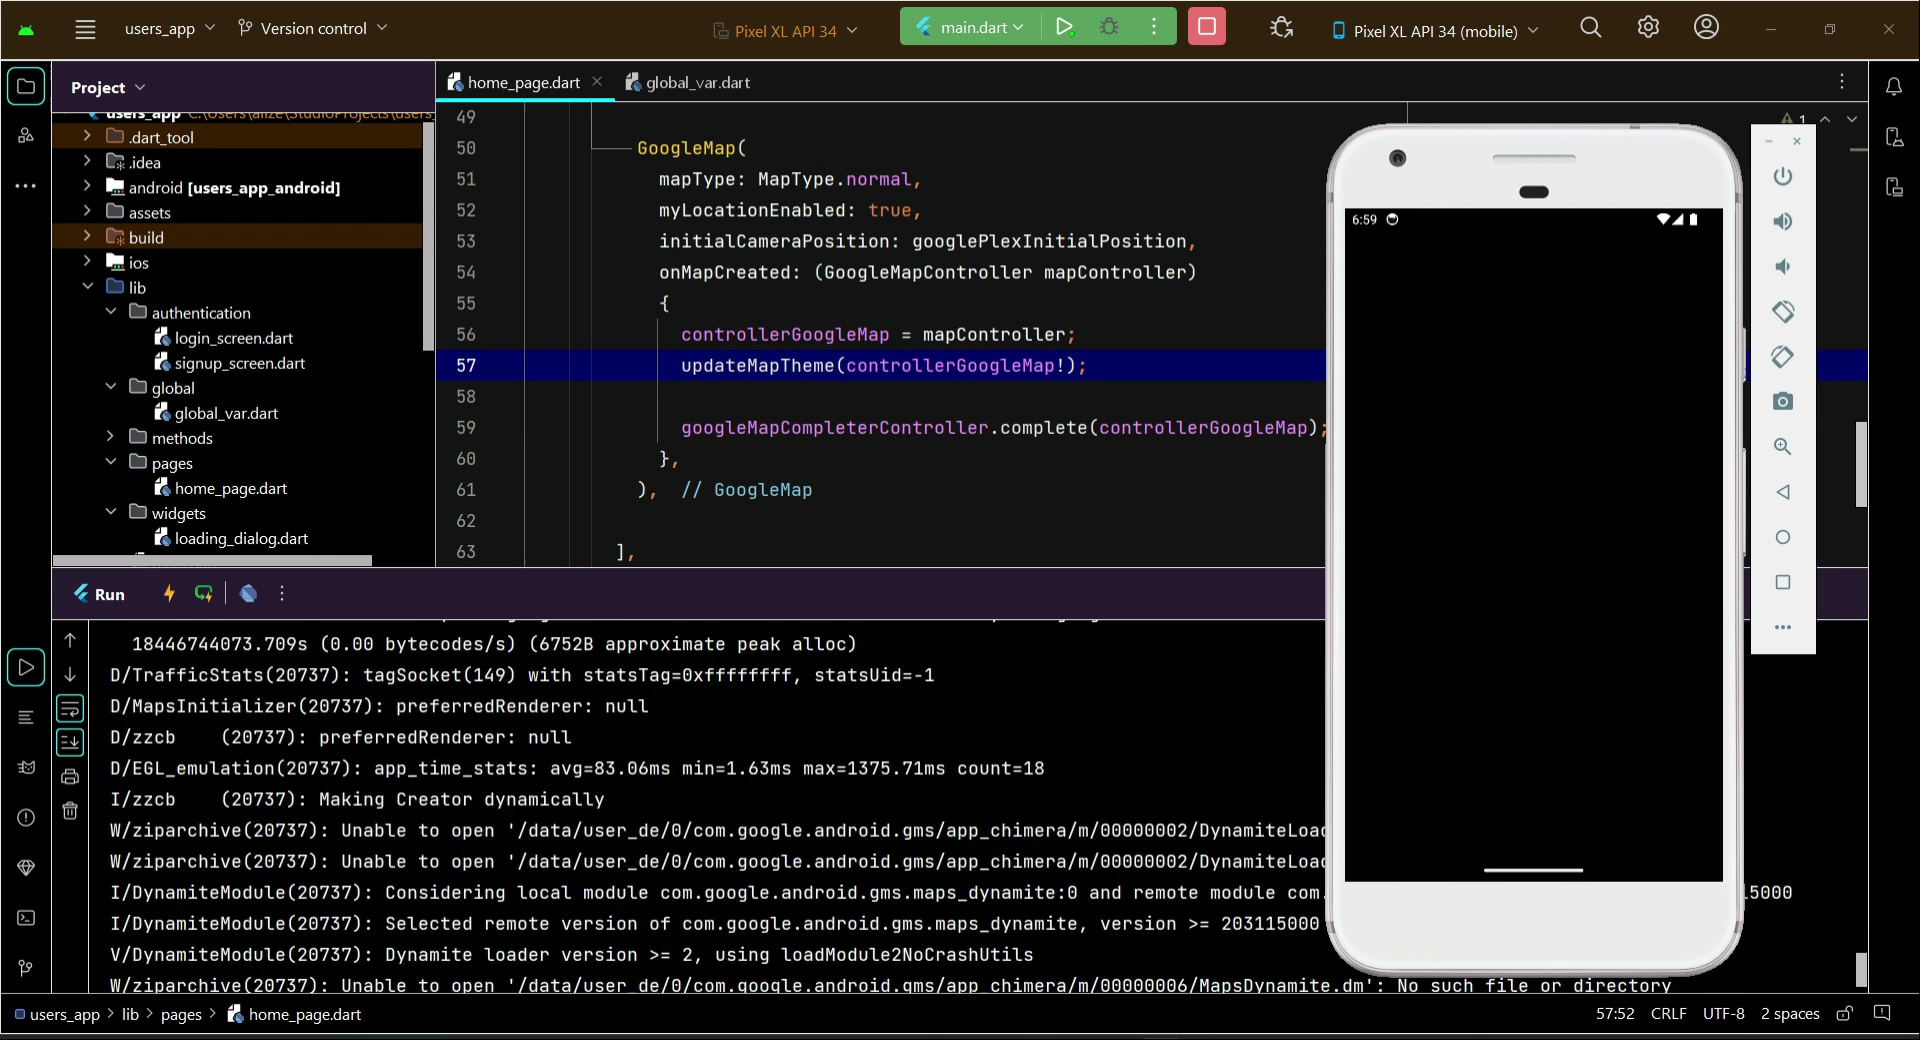 users_app
Version control
Pixel XL API 34
main.dart
Pixel XL API 34 (mobile)
Project
home_page.dart
global_var.dart
users_app C:\Users\alize\StudioProjects\users_
.dart_tool
.idea
android [users_app_android]
assets
build
ios
lib
authentication
login_screen.dart
signup_screen.dart
global
global_var.dart
methods
pages
home_page.dart
widgets
loading_dialog.dart
49
50 GoogleMap(
51 mapType: MapType.normal,
52 myLocationEnabled: true,
53 initialCameraPosition: googlePlexInitialPosition,
54 onMapCreated: (GoogleMapController mapController)
55 {
56 controllerGoogleMap = mapController;
57 updateMapTheme(controllerGoogleMap!);
58
59 googleMapCompleterController.complete(controllerGoogleMap);
60 },
61 ), // GoogleMap
62
63 ],
1
6:59
Run
18446744073.709s (0.00 bytecodes/s) (6752B approximate peak alloc)
D/TrafficStats(20737): tagSocket(149) with statsTag=0xffffffff, statsUid=-1
D/MapsInitializer(20737): preferredRenderer: null
D/zzcb (20737): preferredRenderer: null
D/EGL_emulation(20737): app_time_stats: avg=83.06ms min=1.63ms max=1375.71ms count=18
I/zzcb (20737): Making Creator dynamically
W/ziparchive(20737): Unable to open '/data/user_de/0/com.google.android.gms/app_chimera/m/00000002/DynamiteLoad
W/ziparchive(20737): Unable to open '/data/user_de/0/com.google.android.gms/app_chimera/m/00000002/DynamiteLoad
I/DynamiteModule(20737): Considering local module com.google.android.gms.maps_dynamite:0 and remote module com. 15000
I/DynamiteModule(20737): Selected remote version of com.google.android.gms.maps_dynamite, version >= 203115000
V/DynamiteModule(20737): Dynamite loader version >= 2, using loadModule2NoCrashUtils
W/ziparchive(20737): Unable to open '/data/user_de/0/com.google.android.gms/app_chimera/m/00000006/MapsDynamite.dm': No such file or directory
users_app > lib > pages > home_page.dart
57:52 CRLF UTF-8 2 spaces